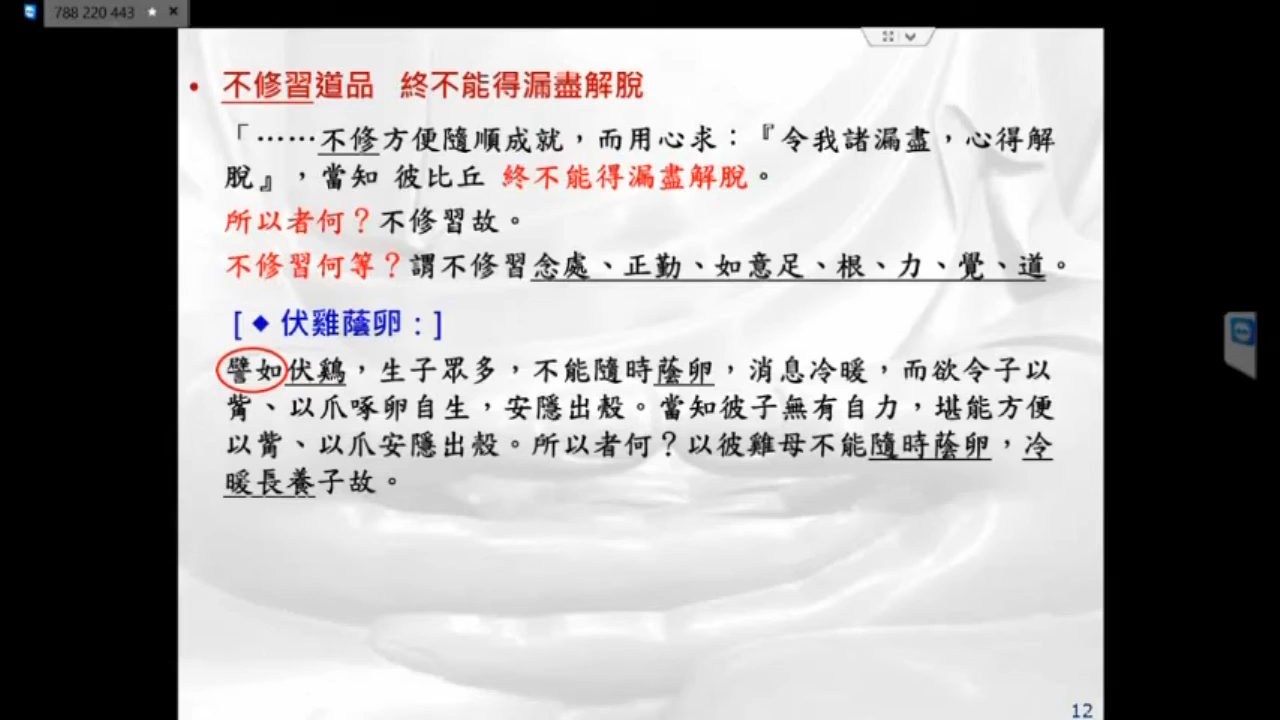 788 220 443
• 不修習道品 終不能得漏盡解脫
「……不修方便隨順成就，而用心求：『令我諸漏盡，心得解
脫』，當知 彼比丘 終不能得漏盡解脫。
所以者何？不修習故。
不修習何等？謂不修習念處、正勤、如意足、根、力、覺、道。
[ ◆ 伏雞蔭卵：]
譬如伏鷄，生子眾多，不能隨時蔭卵，消息冷暖，而欲令子以
觜、以爪啄卵自生，安隱出殼。當知彼子無有自力，堪能方便
以觜、以爪安隱出殼。所以者何？以彼雞母不能隨時蔭卵，冷
暖長養子故。
12